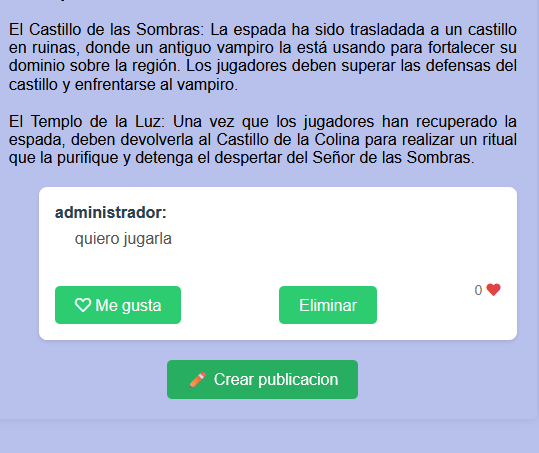 El Castillo de las Sombras: La espada ha sido trasladada a un castillo
en ruinas, donde un antiguo vampiro la está usando para fortalecer su
dominio sobre la región. Los jugadores deben superar las defensas del
castillo y enfrentarse al vampiro.
El Templo de la Luz: Una vez que los jugadores han recuperado la
espada, deben devolverla al Castillo de la Colina para realizar un ritual
que la purifique y detenga el despertar del Señor de las Sombras.
administrador:
quiero jugarla
Me gusta
Eliminar
0
Crear publicacion